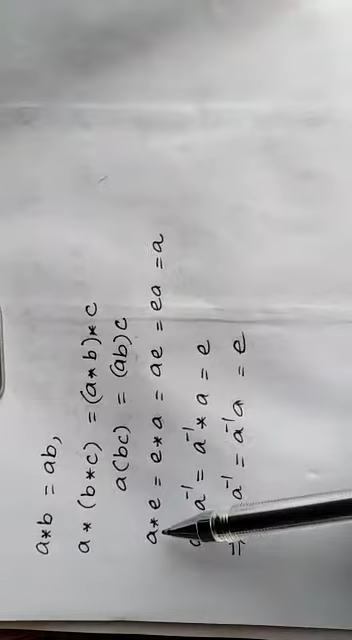 a*b = ab,
a * (b*c) = (a*b)*c
a(bc) = (ab)c
a*e = e*a = ae = ea = a
a⁻¹ = a⁻¹ * a = e
= a⁻¹ = a⁻¹a = e